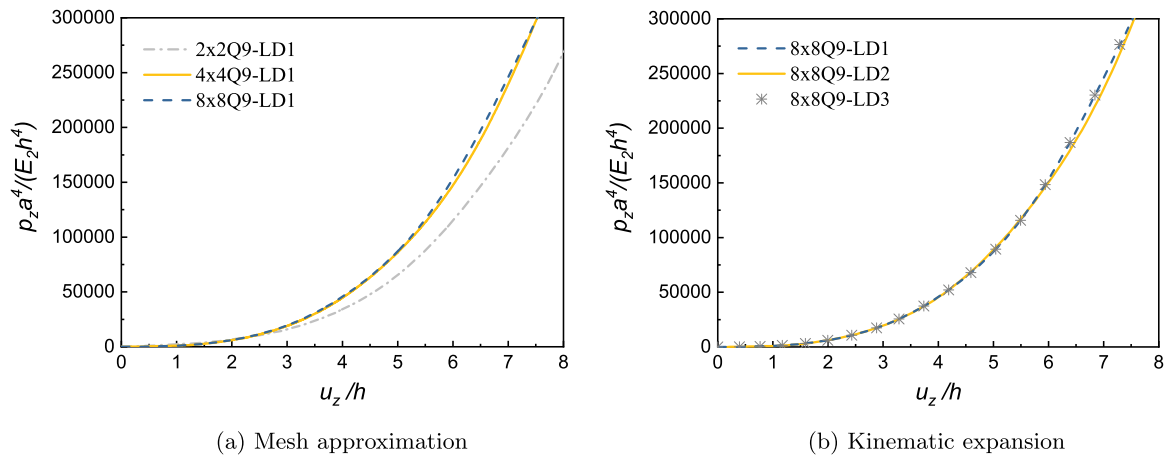 300000
250000
200000
150000
100000
50000
0
p_z a^4/(E_2h^4)
2x2Q9-LD1
4x4Q9-LD1
8x8Q9-LD1
0 1 2 3 4 5 6 7 8
u_z /h
(a) Mesh approximation
300000
250000
200000
150000
100000
50000
0
p_z a^4/(E_2h^4)
8x8Q9-LD1
8x8Q9-LD2
8x8Q9-LD3
0 1 2 3 4 5 6 7 8
u_z /h
(b) Kinematic expansion